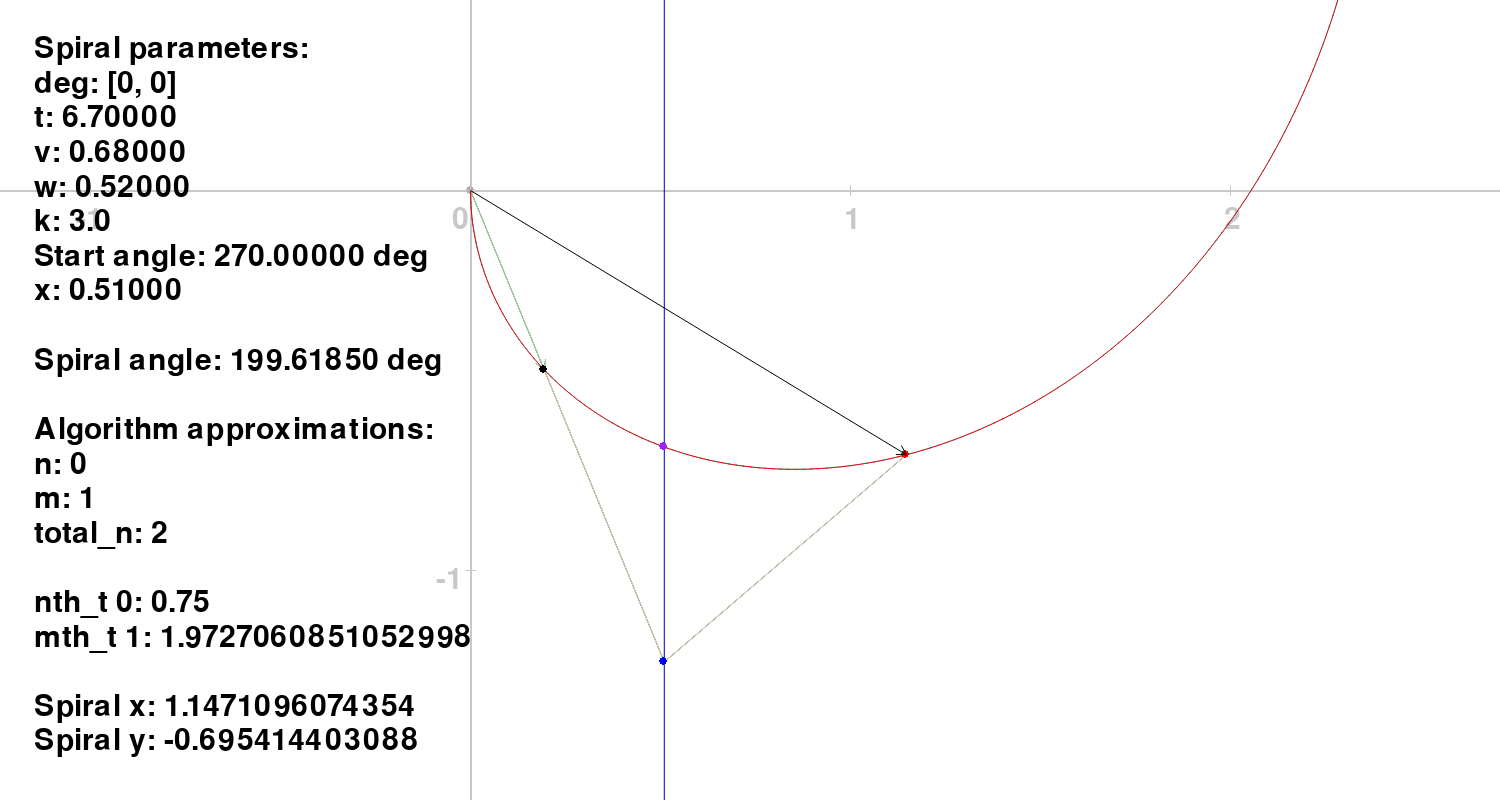 Spiral parameters:
deg: [0, 0]
t: 6.70000
v: 0.68000
w: 0.52000
k: 3.0
Start angle: 270.00000 deg
x: 0.51000
Spiral angle: 199.61850 deg
Algorithm approximations:
n: 0
m: 1
total_n: 2
nth_t 0: 0.75
mth_t 1: 1.9727060851052998
Spiral x: 1.1471096074354
Spiral y: -0.695414403088
-1
0
1
2
-1